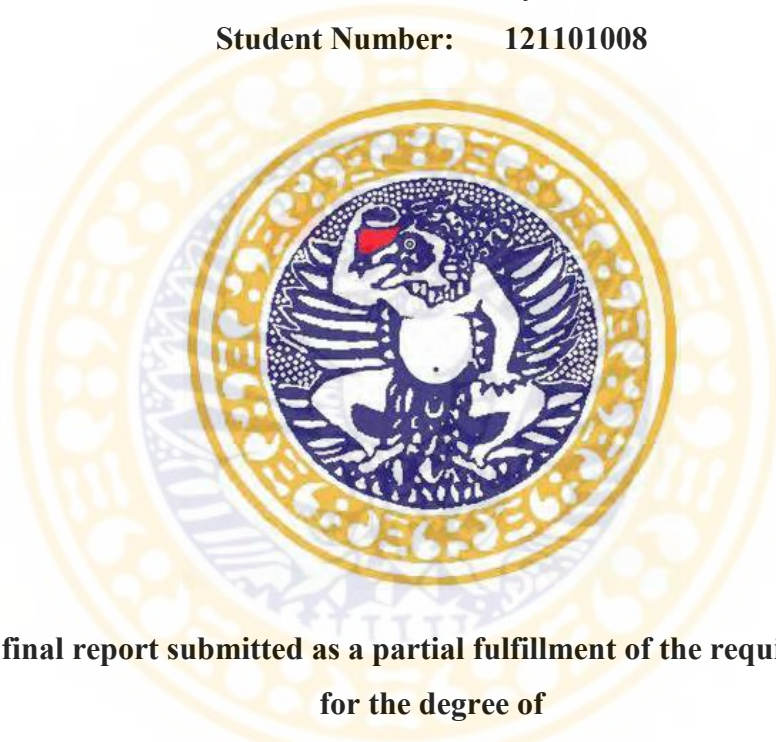 Student Number: 121101008
final report submitted as a partial fulfillment of the
for the degree of